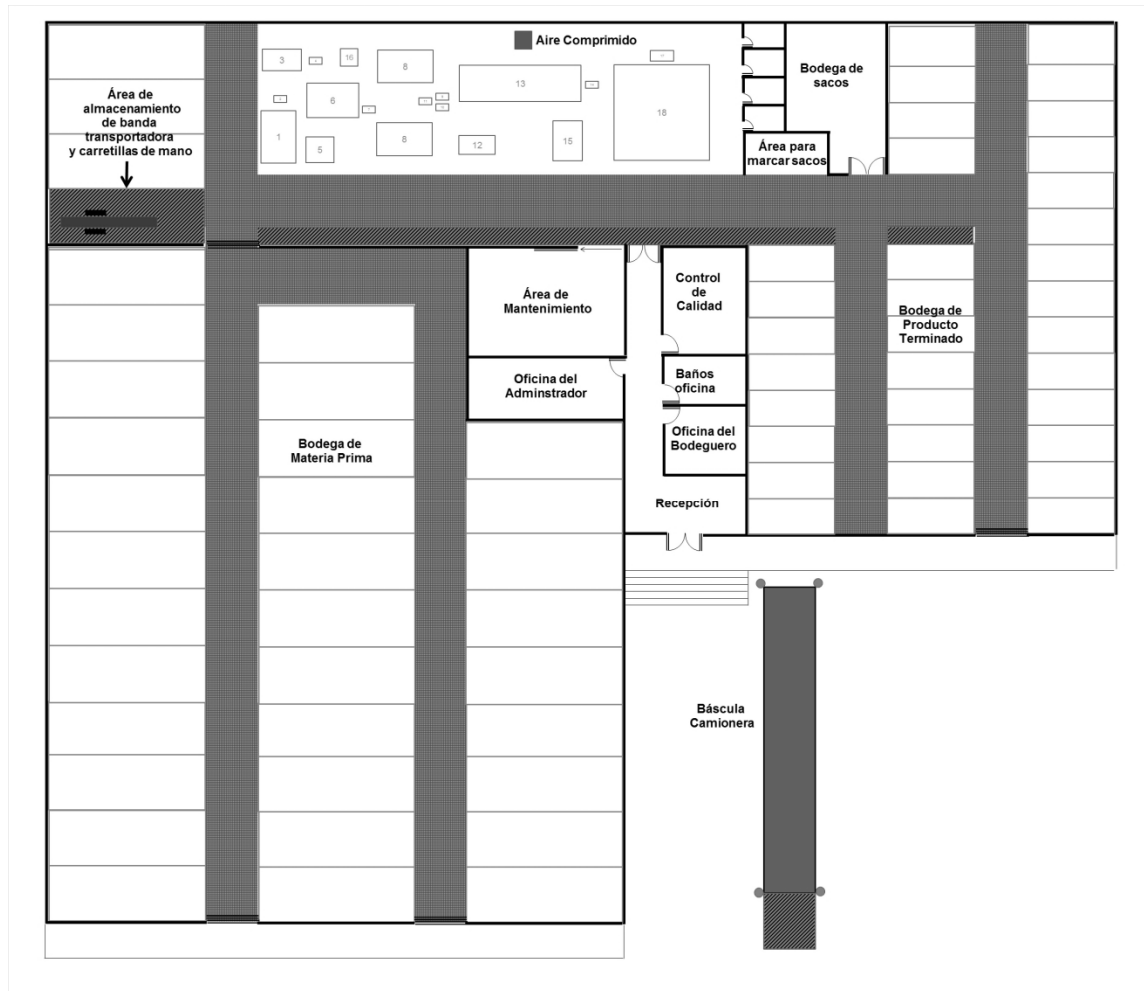 Aire Comprimido
3
16
8
13
18
6
1
5
8
12
15
Bodega de
sacos
Área para
marcar sacos
Área de
almacenamiento
de banda
transportadora
y carretillas de mano
Área de
Mantenimiento
Control
de
Calidad
Bodega de
Producto
Terminado
Oficina del
Adminstrador
Baños
oficina
Oficina del
Bodeguero
Bodega de
Materia Prima
Recepción
Báscula
Camionera